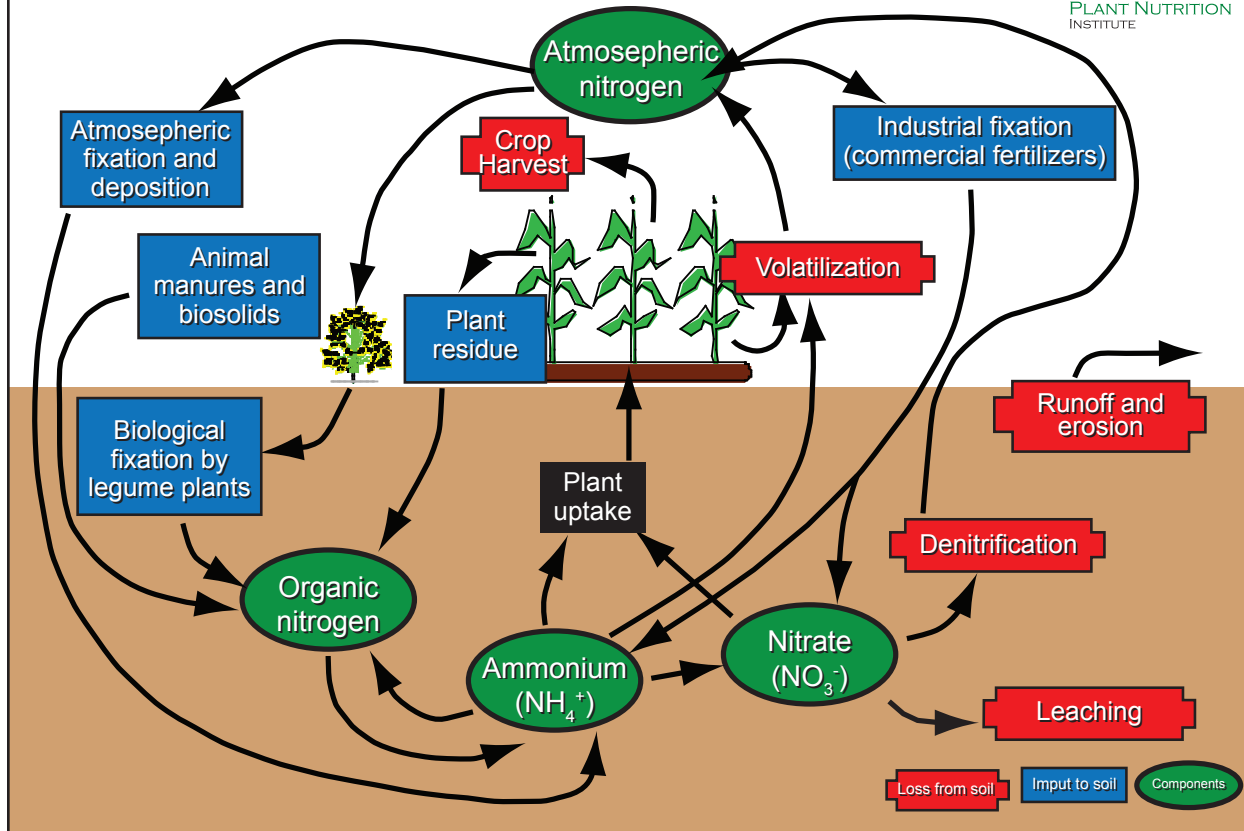 PLANT NUTRITION
INSTITUTE
Atmosepheric
nitrogen
Atmosepheric
fixation and
deposition
Crop
Harvest
Industrial fixation
(commercial fertilizers)
Animal
manures and
biosolids
Volatilization
Plant
residue
Runoff and
erosion
Biological
fixation by
legume plants
Plant
uptake
Denitrification
Organic
nitrogen
Ammonium
(NH₄⁺)
Nitrate
(NO₃⁻)
Leaching
Loss from soil
Imput to soil
Components